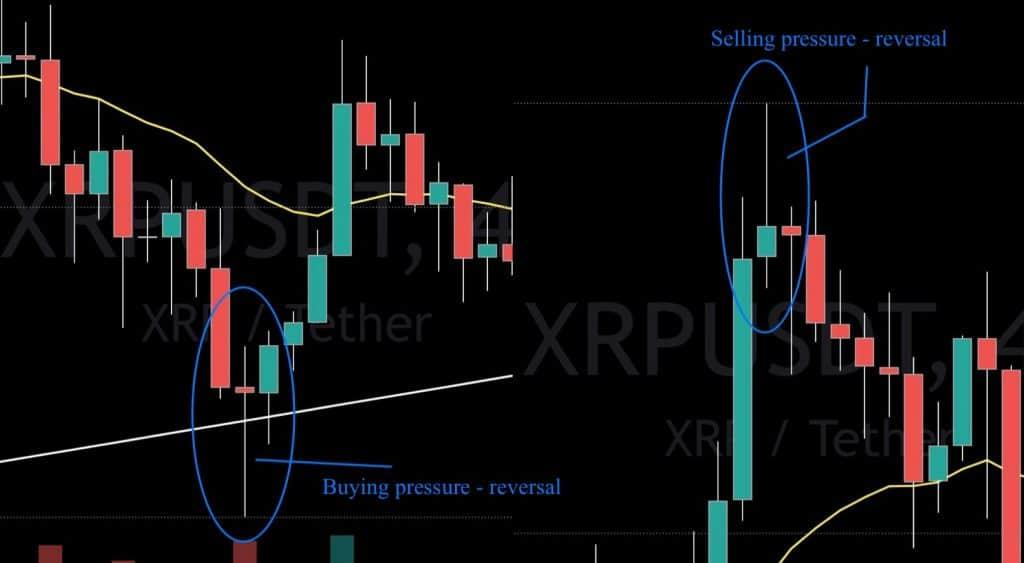 Selling pressure - reversal
XRPUSDT, 4
XRP / Tether
XRPUSDT, 4
XRP / Tether
Buying pressure - reversal